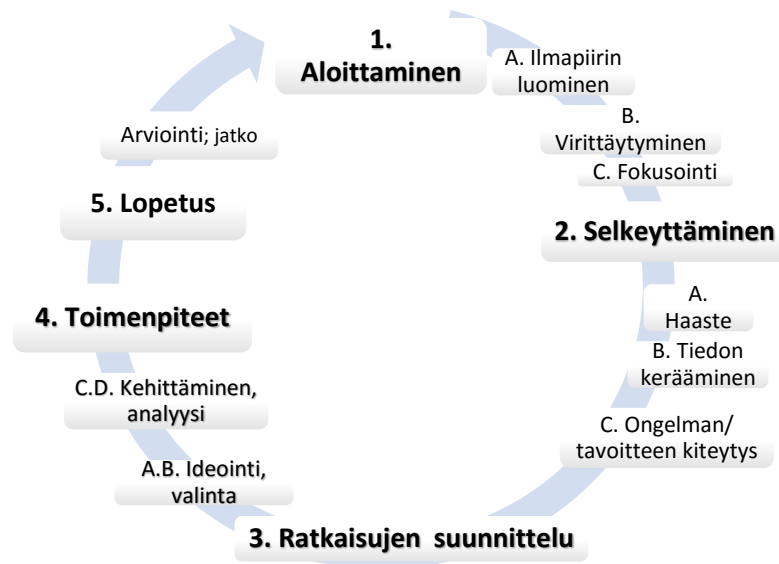 1.
Aloittaminen
A. Ilmapiirin
luominen
B.
Virittäytyminen
C. Fokusointi
2. Selkeyttäminen
A.
Haaste
B. Tiedon
kerääminen
C. Ongelman/
tavoitteen kiteytys
3. Ratkaisujen suunnittelu
A.B. Ideointi,
valinta
C.D. Kehittäminen,
analyysi
4. Toimenpiteet
5. Lopetus
Arviointi; jatko